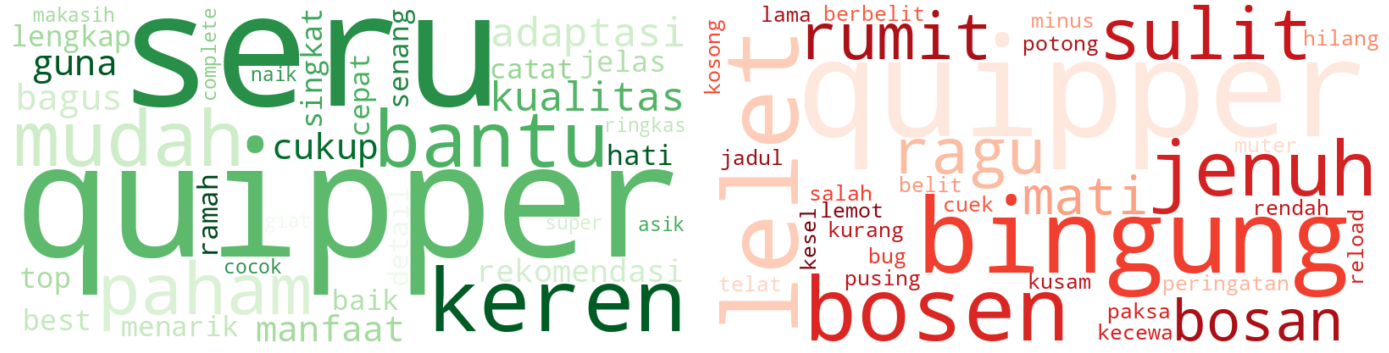 makasih
lengkap
guna
bagus
seru
complete
naik
singkat
cepat
senang
adaptasi
catat
jelas
kualitas
ringkas
mudah
cukup
bantu
hati
quipper
ramah
giat
detail
super
asik
cocok
top
paham
baik
rekomendasi
best
menarik
manfaat
keren
kosong
lama
berbelit
rumit
minus
potong
sulit
hilang
lelet
quipper
jadul
ragu
muter
jenuh
salah
belit
mati
cuek
lemot
kurang
kesel
rendah
bingung
reload
bug
pusing
kusam
peringatan
telat
bosen
paksa
kecewa
bosan